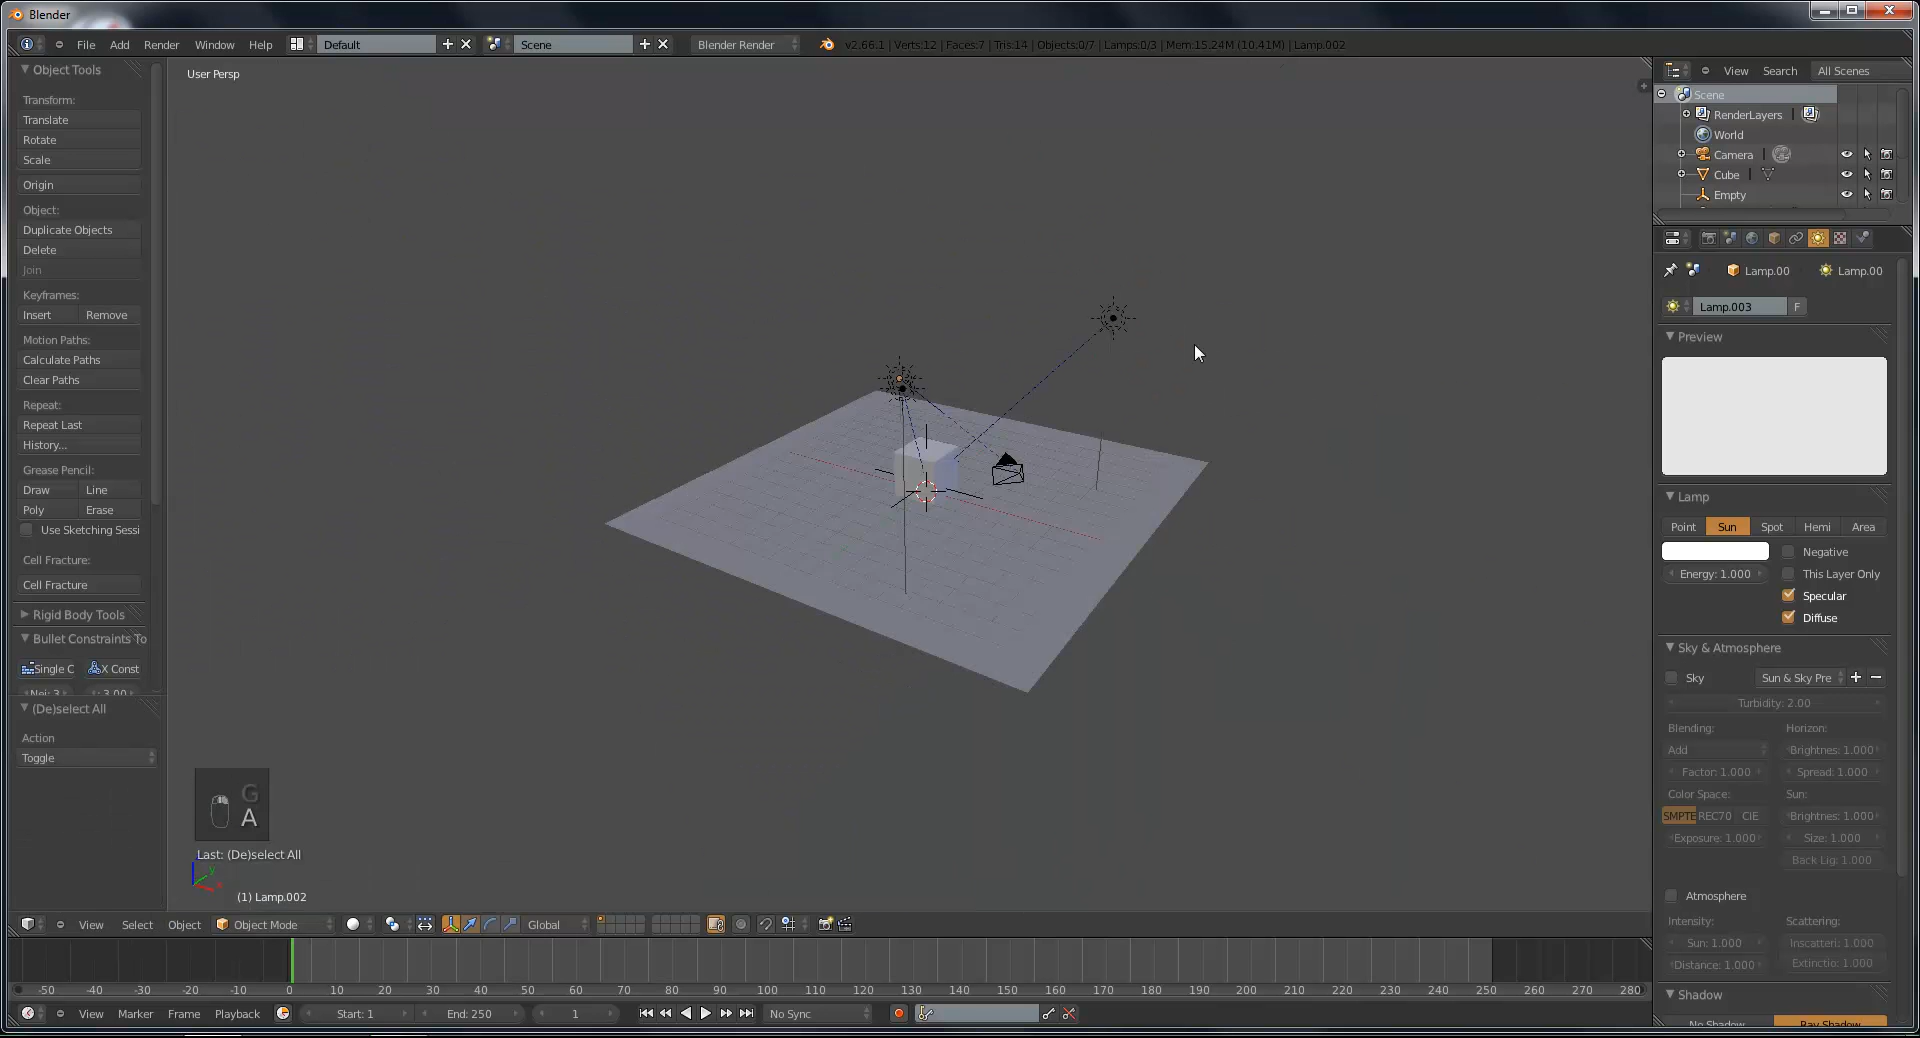 Blender
File Add Render Window Help Default Scene Blender Render v2.66.1 | Verts:12 | Faces:7 | Tris:14 | Objects:0/7 | Lamps:0/3 | Mem:15.24M (10.41M) | Lamp.002
Object Tools
Transform:
Translate
Rotate
Scale
Origin
Object:
Duplicate Objects
Delete
Join
Keyframes:
Insert Remove
Motion Paths:
Calculate Paths
Clear Paths
Repeat:
Repeat Last
History...
Grease Pencil:
Draw Line
Poly Erase
Use Sketching Sessi
Cell Fracture:
Cell Fracture
Rigid Body Tools
Bullet Constraints To
Single C X Const
Nei: 3 : 3.00
(De)select All
Action
Toggle
User Persp
G
A
Last: (De)select All
(1) Lamp.002
View Search All Scenes
Scene
RenderLayers
World
Camera
Cube
Empty
Lamp.00 Lamp.00
Lamp.003 F
Preview
Lamp
Point Sun Spot Hemi Area
Negative
Energy: 1.000 This Layer Only
Specular
Diffuse
Sky & Atmosphere
Sky Sun & Sky Pre
Turbidity: 2.00
Blending: Horizon:
Add Brightnes: 1.000
Factor: 1.000 Spread: 1.000
Color Space: Sun:
SMPTE REC70 CIE Brightnes: 1.000
Exposure: 1.000 Size: 1.000
Back Lig: 1.000
Atmosphere
Intensity: Scattering:
Sun: 1.000 Inscatteri: 1.000
Distance: 1.000 Extinctio: 1.000
Shadow
No Shadow Ray Shadow
View Select Object Object Mode Global
-50 -40 -30 -20 -10 0 10 20 30 40 50 60 70 80 90 100 110 120 130 140 150 160 170 180 190 200 210 220 230 240 250 260 270 280
View Marker Frame Playback Start: 1 End: 250 1 No Sync